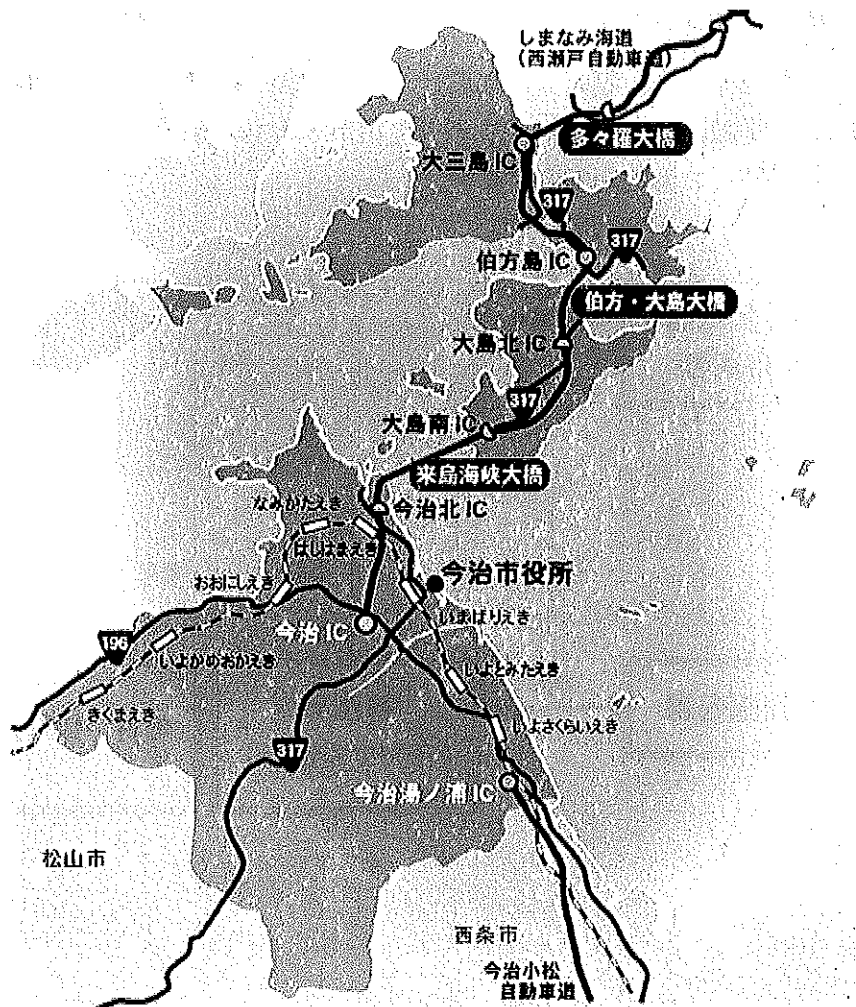 しまなみ海道
(西瀬戸自動車道)
多々羅大橋
大三島IC
317
317
伯方島IC
伯方・大島大橋
大島北IC
317
大島南IC
来島海峡大橋
なみかたえき
今治北IC
はしはまえき
おおにしえき
今治市役所
いまばりえき
今治IC
196
いよかめおかえき
いよとみたえき
きくまえき
いよさくらいえき
317
今治湯ノ浦IC
松山市
西条市
今治小松
自動車道